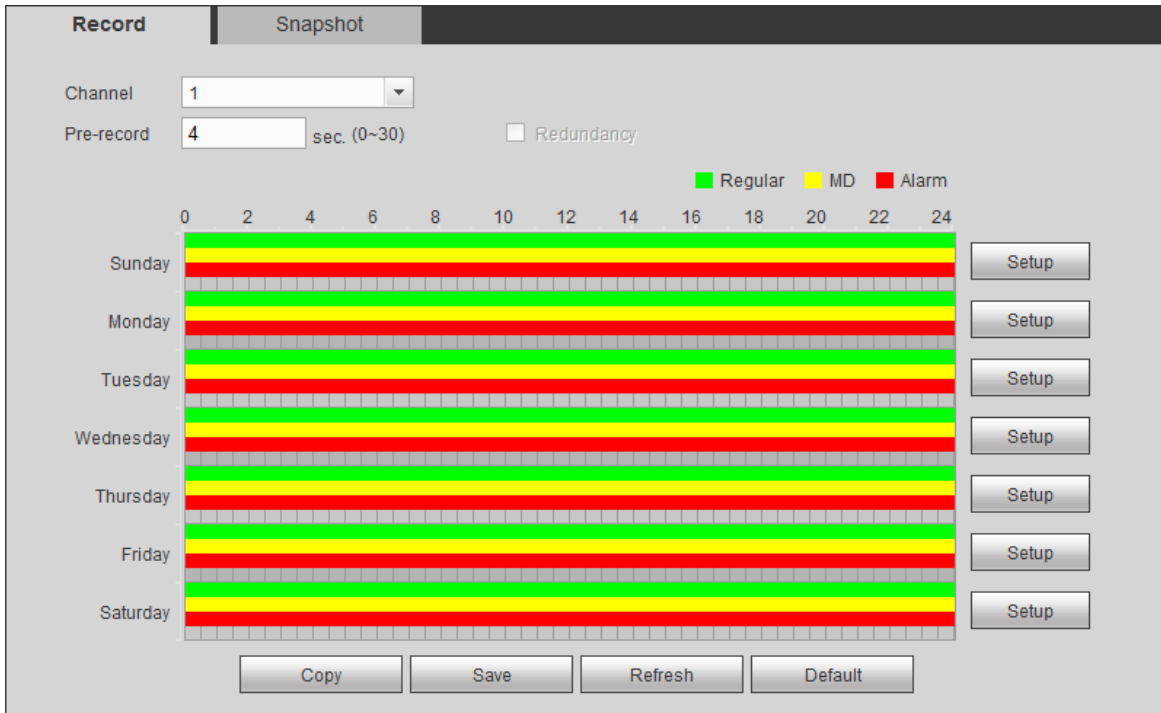 Record Snapshot
Channel 1
Pre-record 4 sec. (0~30) Redundancy
Regular MD Alarm
0 2 4 6 8 10 12 14 16 18 20 22 24
Sunday Setup
Monday Setup
Tuesday Setup
Wednesday Setup
Thursday Setup
Friday Setup
Saturday Setup
Copy Save Refresh Default